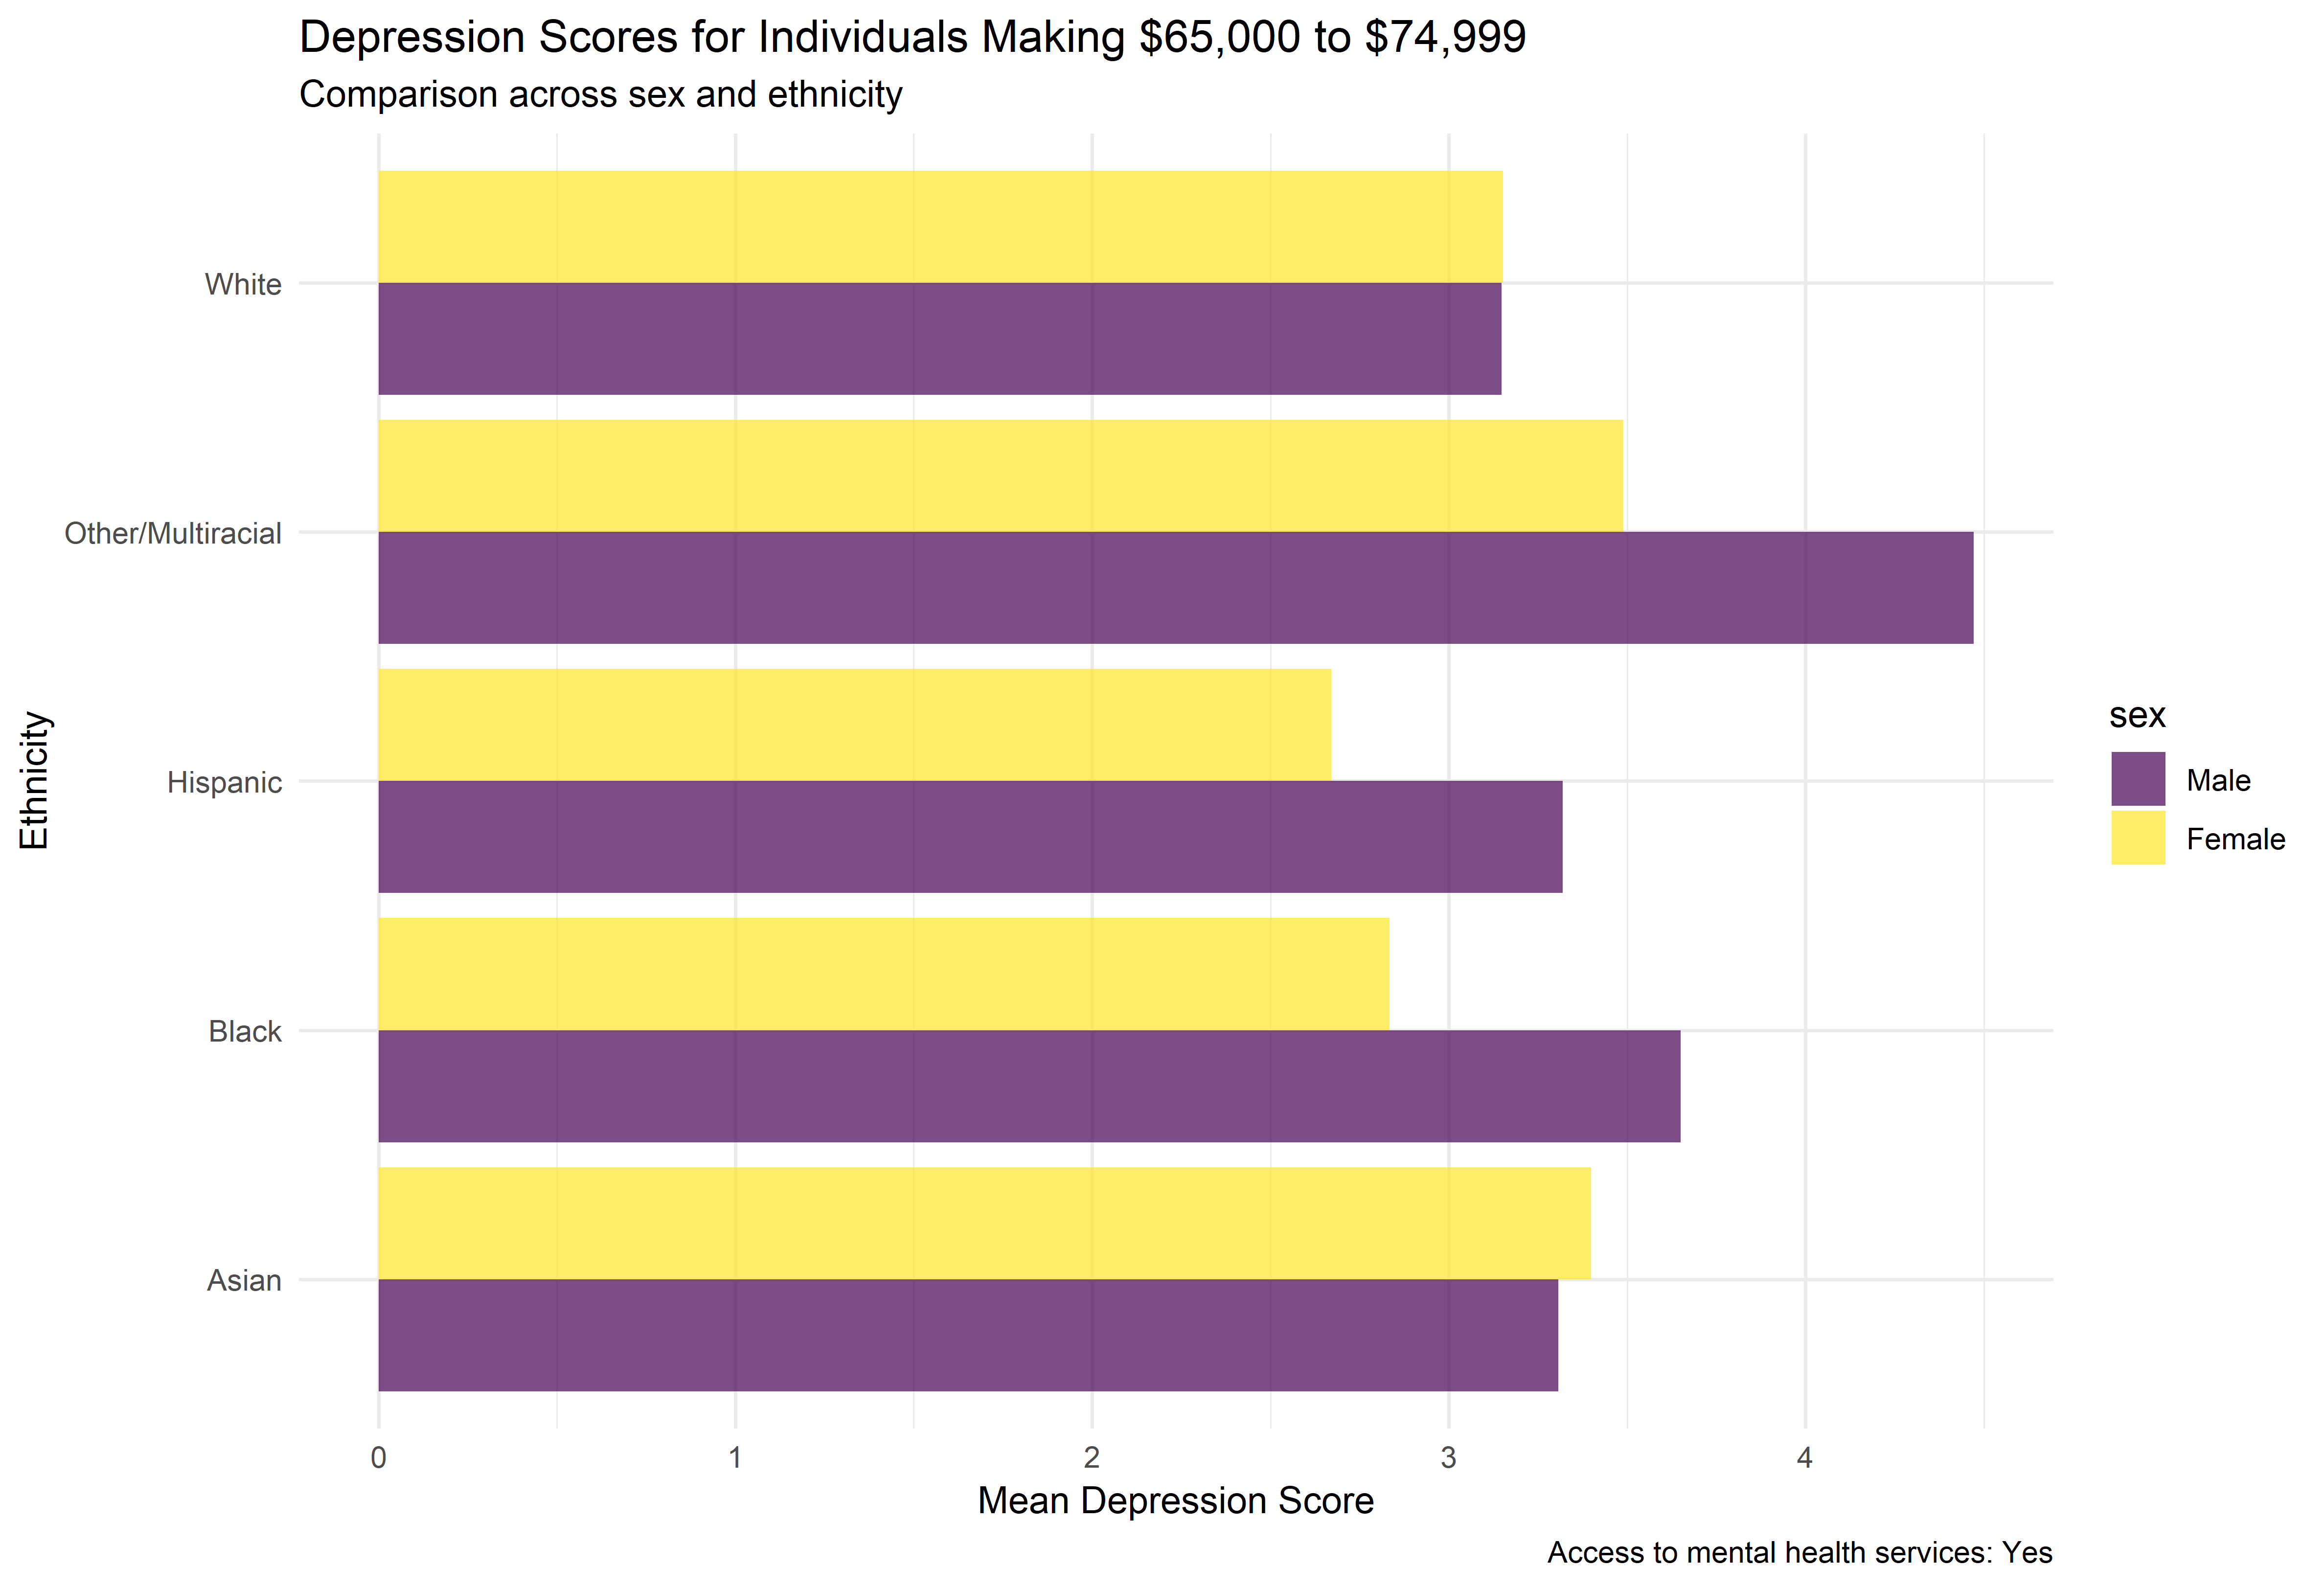 Depression Scores for Individuals Making $65,000 to $74,999
Comparison across sex and ethnicity
Ethnicity
White
Other/Multiracial
Hispanic
Black
Asian
0 1 2 3 4
Mean Depression Score
sex
Male
Female
Access to mental health services: Yes